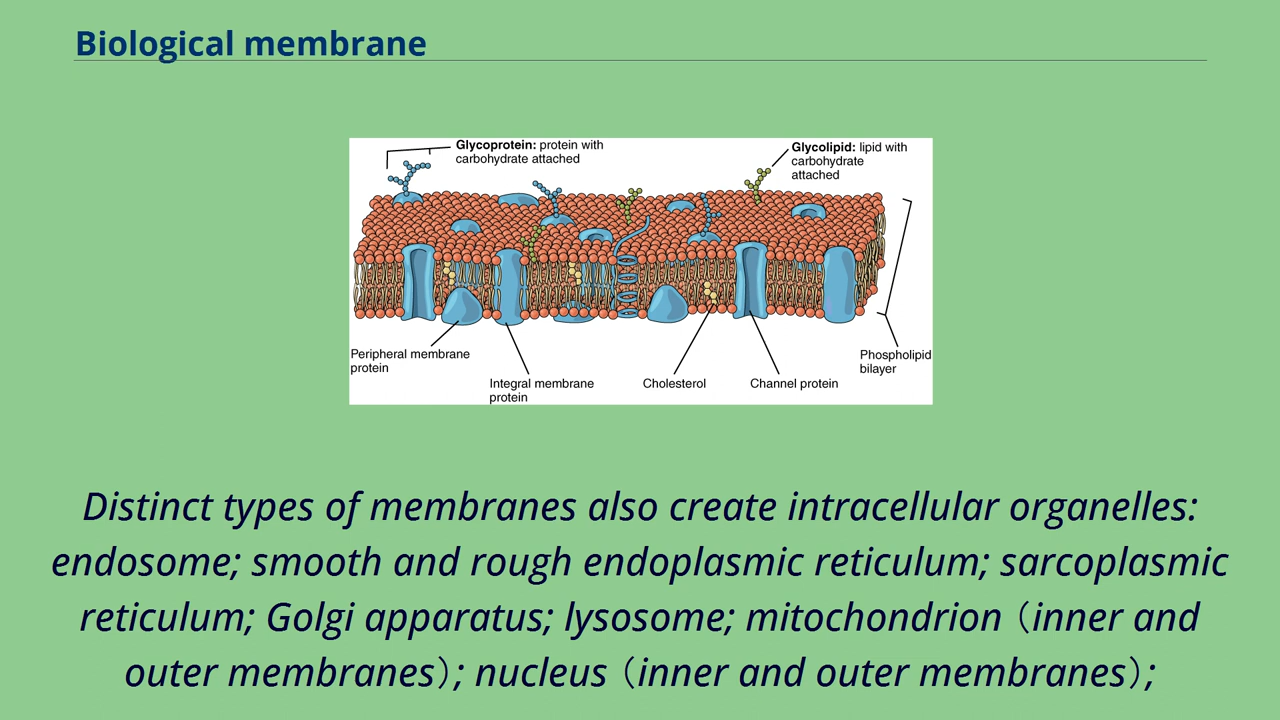 Biological membrane
Glycoprotein: protein with
carbohydrate attached
Glycolipid: lipid with
carbohydrate
attached
Peripheral membrane
protein
Integral membrane
protein
Cholesterol
Channel protein
Phospholipid
bilayer
Distinct types of membranes also create intracellular organelles:
endosome; smooth and rough endoplasmic reticulum; sarcoplasmic
reticulum; Golgi apparatus; lysosome; mitochondrion (inner and
outer membranes); nucleus (inner and outer membranes);